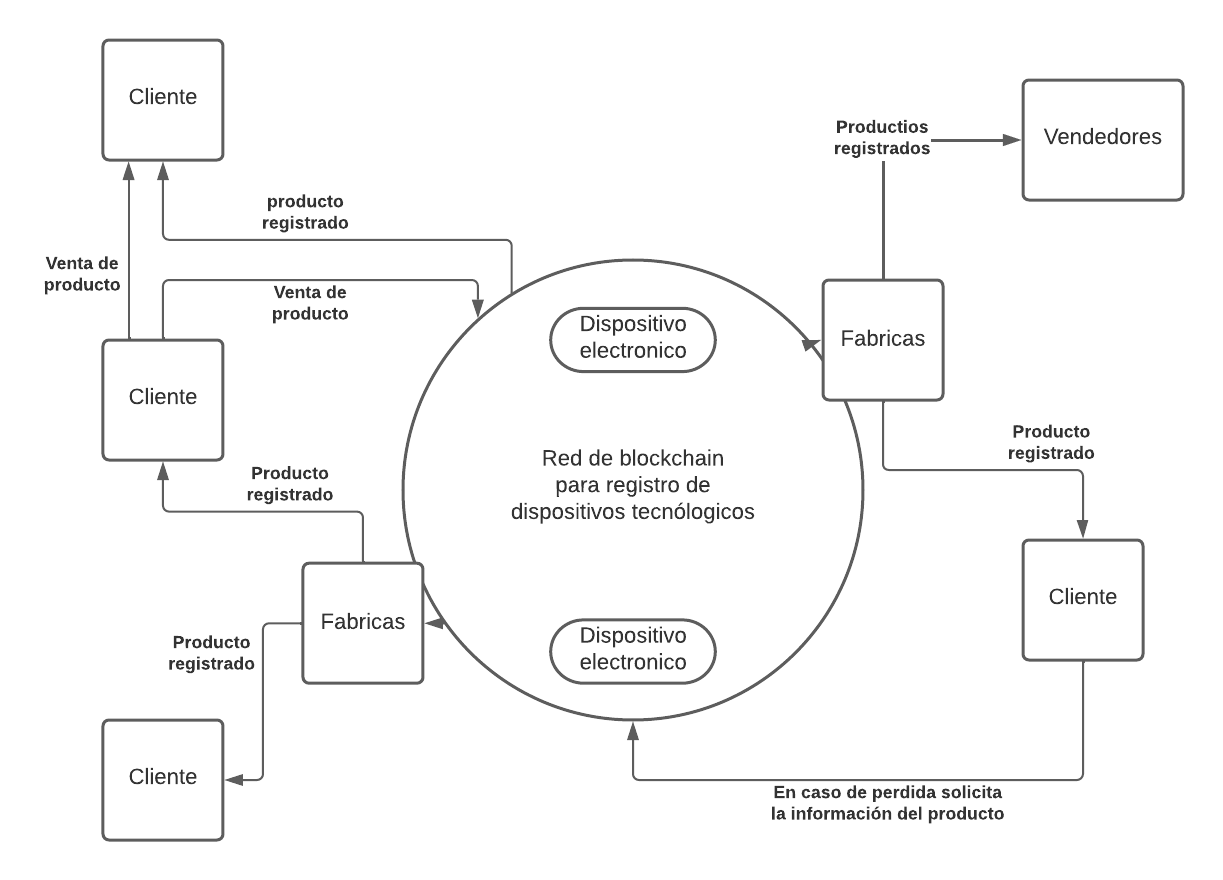 Cliente
Productios
registrados
Vendedores
producto
registrado
Venta de
producto
Venta de
producto
Dispositivo
electronico
Fabricas
Cliente
Producto
registrado
Red de blockchain
para registro de
dispositivos tecnólogicos
Producto
registrado
Cliente
Fabricas
Producto
registrado
Dispositivo
electronico
Cliente
En caso de perdida solicita
la información del producto